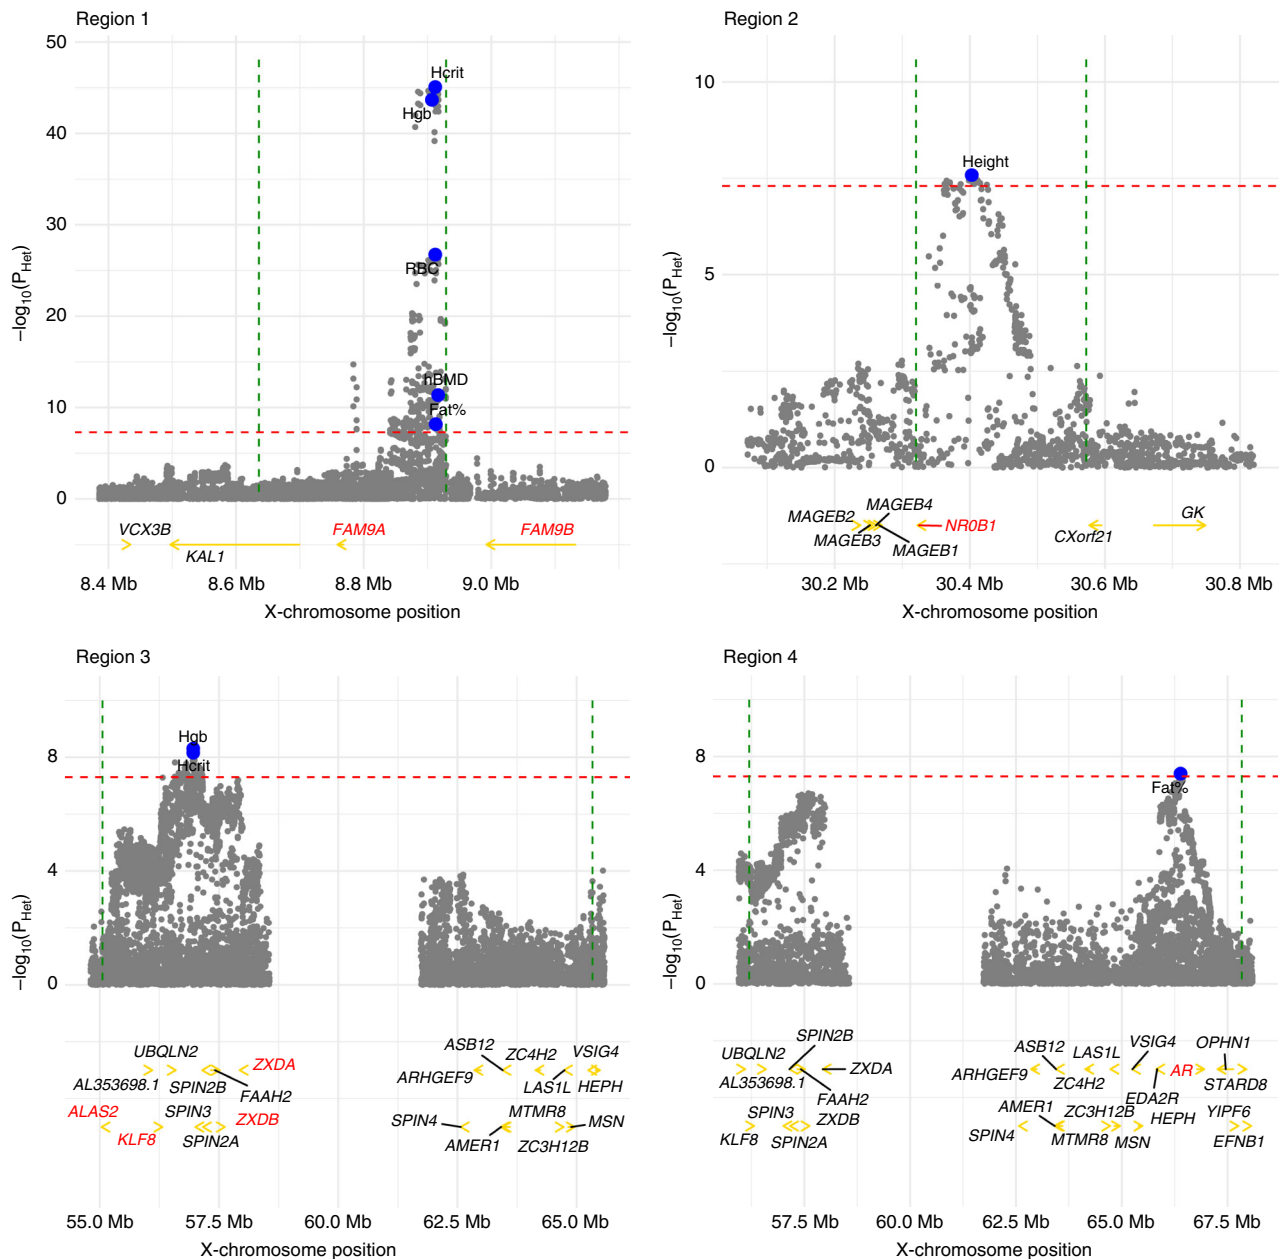 Region 1
50
40
30
20
10
0
–log10(PHet)
Hcrit
Hgb
RBC
hBMD
Fat%
VCX3B
KAL1
FAM9A
FAM9B
8.4 Mb
8.6 Mb
8.8 Mb
9.0 Mb
X-chromosome position
Region 2
10
5
0
–log10(PHet)
Height
MAGEB2
MAGEB3
MAGEB4
MAGEB1
NR0B1
CXorf21
GK
30.2 Mb
30.4 Mb
30.6 Mb
30.8 Mb
X-chromosome position
Region 3
8
4
0
–log10(PHet)
Hgb
Hcrit
UBQLN2
AL353698.1
SPIN2B
FAAH2
ZXDA
ALAS2
KLF8
SPIN3
SPIN2A
ZXDB
ASB12
ARHGEF9
ZC4H2
LAS1L
VSIG4
HEPH
SPIN4
AMER1
MTMR8
ZC3H12B
MSN
55.0 Mb
57.5 Mb
60.0 Mb
62.5 Mb
65.0 Mb
X-chromosome position
Region 4
8
4
0
–log10(PHet)
Fat%
SPIN2B
UBQLN2
AL353698.1
ZXDA
FAAH2
SPIN3
ZXDB
KLF8
SPIN2A
ASB12
ARHGEF9
LAS1L
ZC4H2
VSIG4
EDA2R
AR
OPHN1
STARD8
AMER1
SPIN4
ZC3H12B
MTMR8
MSN
HEPH
YIPF6
EFNB1
57.5 Mb
60.0 Mb
62.5 Mb
65.0 Mb
67.5 Mb
X-chromosome position